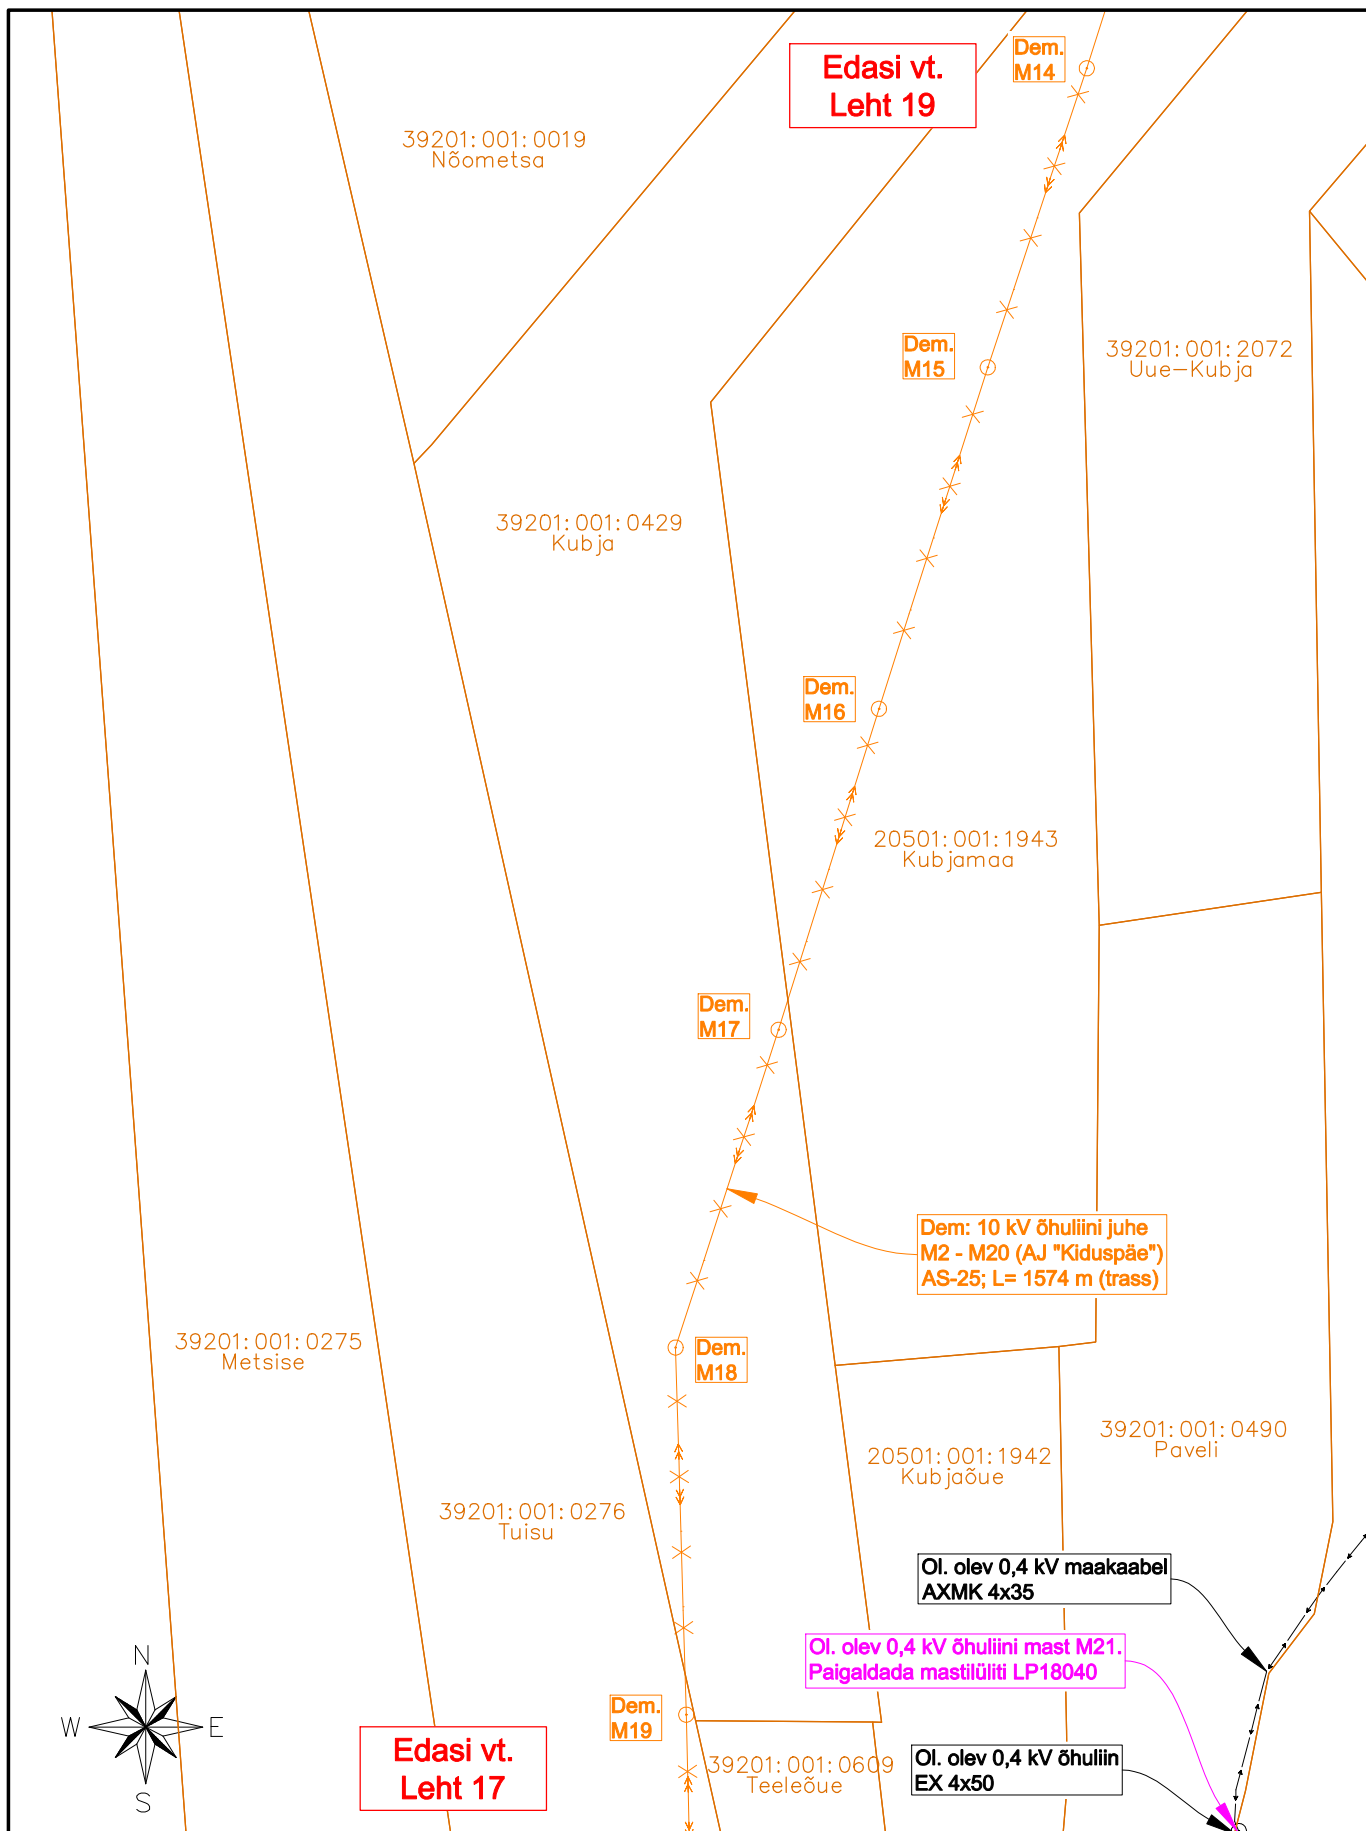 Edasi vt.
Leht 19
Dem.
M14
39201:001:0019
Nõometsa
Dem.
M15
39201:001:2072
Uue-Kubja
39201:001:0429
Kubja
Dem.
M16
20501:001:1943
Kubjamaa
Dem.
M17
Dem: 10 kV õhuliini juhe
M2 - M20 (AJ "Kiduspäe")
AS-25; L= 1574 m (trass)
39201:001:0275
Metsise
Dem.
M18
39201:001:0490
Paveli
20501:001:1942
Kubjaõue
39201:001:0276
Tuisu
Ol. olev 0,4 kV maakaabel
AXMK 4x35
Ol. olev 0,4 kV õhuliini mast M21.
Paigaldada mastilüliti LP18040
N
W
E
S
Dem.
M19
Edasi vt.
Leht 17
39201:001:0609
Teeleõue
Ol. olev 0,4 kV õhuliin
EX 4x50